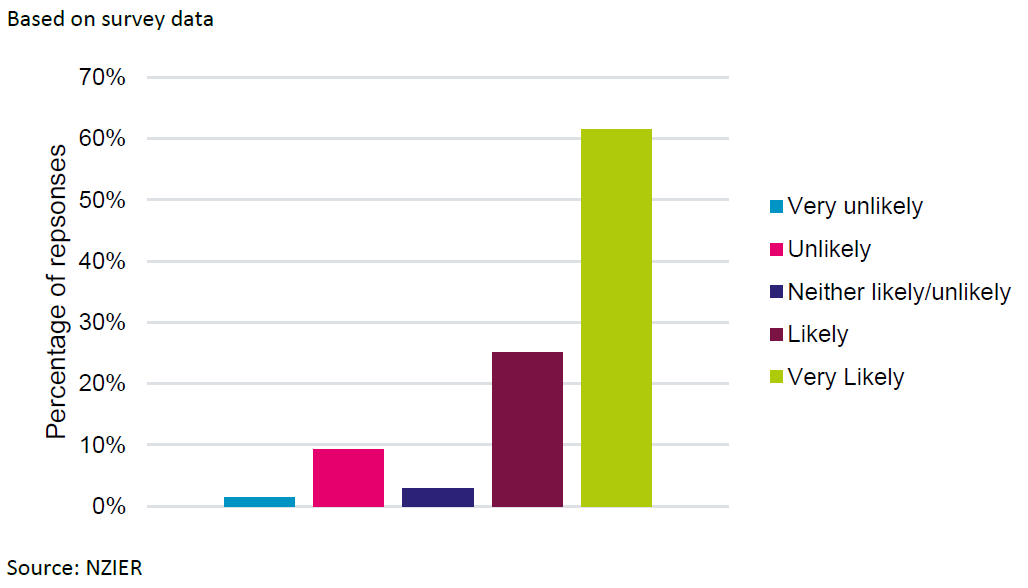 Based on survey data
70%
60%
50%
40%
30%
20%
10%
0%
Percentage of repsonses
Very unlikely
Unlikely
Neither likely/unlikely
Likely
Very Likely
Source: NZIER